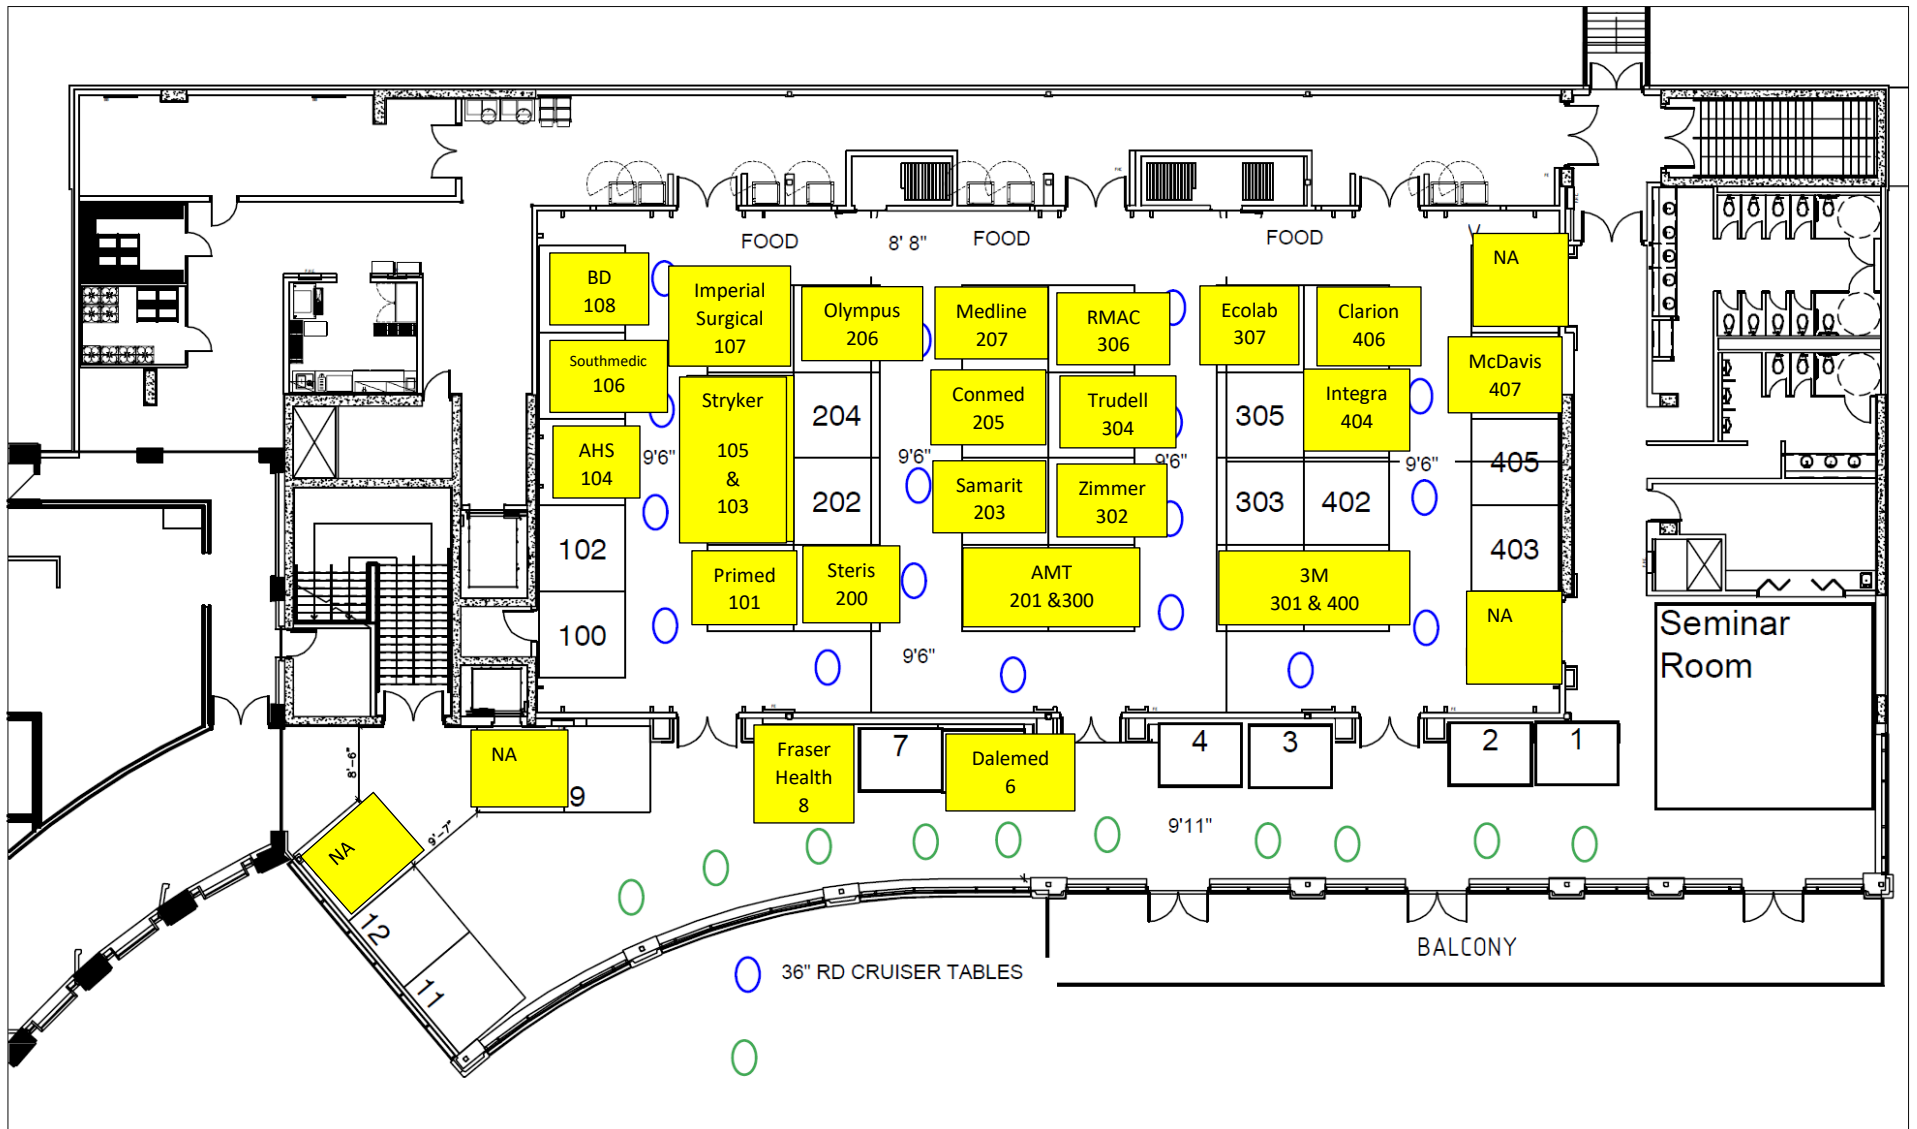 FOOD
8' 8"
FOOD
FOOD
NA
BD
108
Imperial
Surgical
107
Olympus
206
Medline
207
RMAC
306
Ecolab
307
Clarion
406
Southmedic
106
McDavis
407
Stryker
105
&
103
204
Conmed
205
Trudell
304
305
Integra
404
AHS
104
9'6"
9'6"
9'6"
9'6"
405
202
Samarit
203
Zimmer
302
303
402
102
403
Primed
101
Steris
200
AMT
201 &300
3M
301 & 400
NA
100
9'6"
Seminar
Room
8'-6"
NA
9
Fraser
Health
8
7
Dalemed
6
4
3
2
1
9'-7"
NA
9'11"
12
11
BALCONY
36" RD CRUISER TABLES